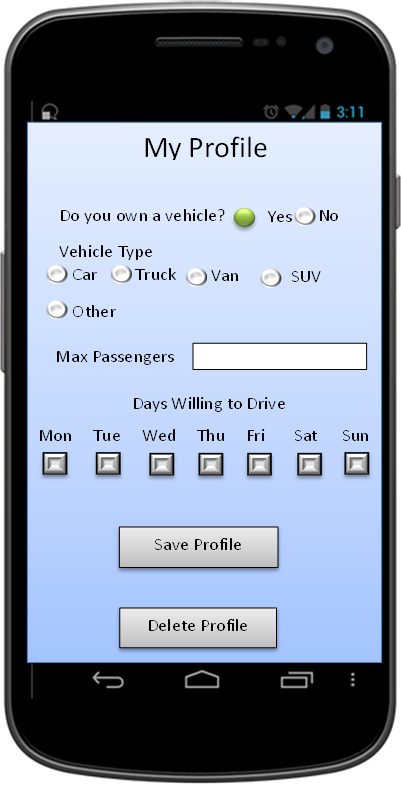 3:11
My Profile
Do you own a vehicle? Yes No
Vehicle Type
Car Truck Van SUV
Other
Max Passengers
Days Willing to Drive
Mon Tue Wed Thu Fri Sat Sun
Save Profile
Delete Profile